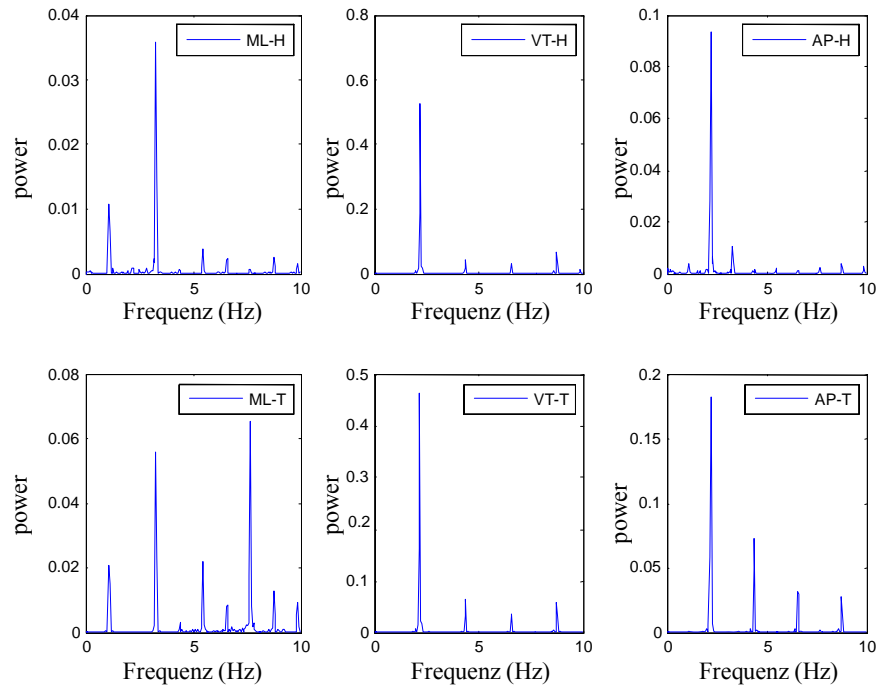 0.04
0.03
0.02
0.01
0
power
ML-H
0 5 10
Frequenz (Hz)
0.8
0.6
0.4
0.2
0
power
VT-H
0 5 10
Frequenz (Hz)
0.1
0.08
0.06
0.04
0.02
0
power
AP-H
0 5 10
Frequenz (Hz)
0.08
0.06
0.04
0.02
0
power
ML-T
0 5 10
Frequenz (Hz)
0.5
0.4
0.3
0.2
0.1
0
power
VT-T
0 5 10
Frequenz (Hz)
0.2
0.15
0.1
0.05
0
power
AP-T
0 5 10
Frequenz (Hz)